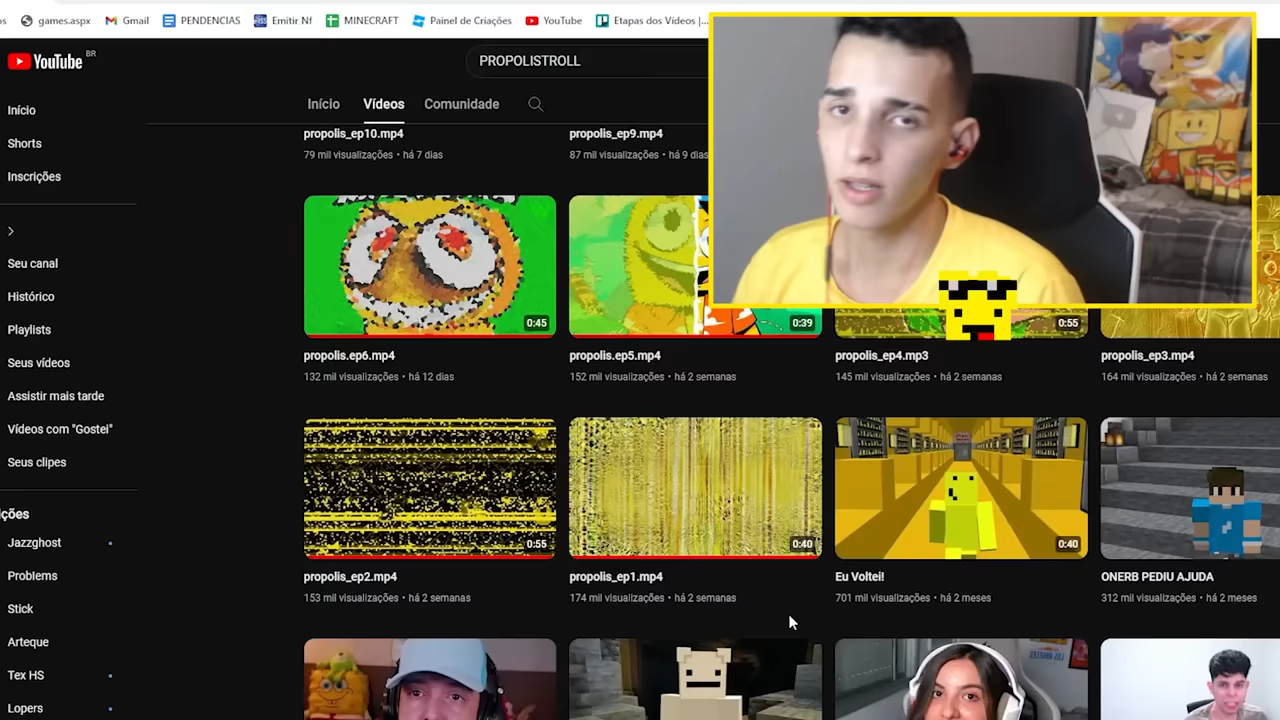 os
games.aspx
Gmail
PENDENCIAS
Emitir Nf
MINECRAFT
Painel de Criações
YouTube
Etapas dos Vídeos |...
YouTube BR
PROPOLISTROLL
Início
Shorts
Inscrições
Seu canal
Histórico
Playlists
Seus vídeos
Assistir mais tarde
Vídeos com "Gostei"
Seus clipes
ções
Jazzghost
Problems
Stick
Arteque
Tex HS
Lopers
Início
Vídeos
Comunidade
propolis_ep10.mp4
79 mil visualizações • há 7 dias
propolis_ep9.mp4
87 mil visualizações • há 9 dias
0:45
propolis.ep6.mp4
132 mil visualizações • há 12 dias
0:39
propolis.ep5.mp4
152 mil visualizações • há 2 semanas
0:55
propolis_ep4.mp3
145 mil visualizações • há 2 semanas
propolis_ep3.mp4
164 mil visualizações • há 2 semanas
0:55
propolis_ep2.mp4
153 mil visualizações • há 2 semanas
0:40
propolis_ep1.mp4
174 mil visualizações • há 2 semanas
0:40
Eu Voltei!
701 mil visualizações • há 2 meses
ONERB PEDIU AJUDA
312 mil visualizações • há 2 meses